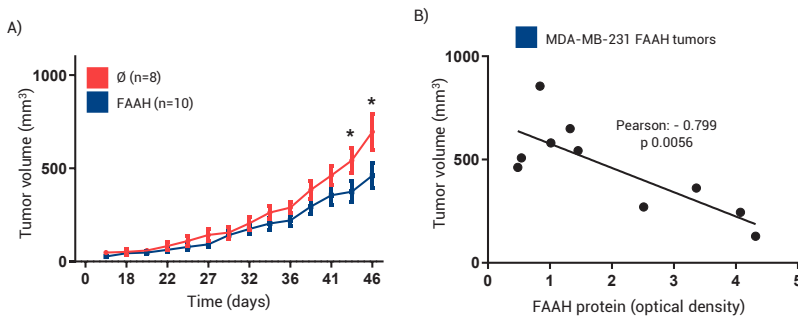 A)
Tumor volume (mm³)
1000
500
0
Ø (n=8)
FAAH (n=10)
*
*
0 18 22 27 32 36 41 46
Time (days)
B)
MDA-MB-231 FAAH tumors
Tumor volume (mm³)
1000
500
0
Pearson: - 0.799
p 0.0056
0 1 2 3 4 5
FAAH protein (optical density)